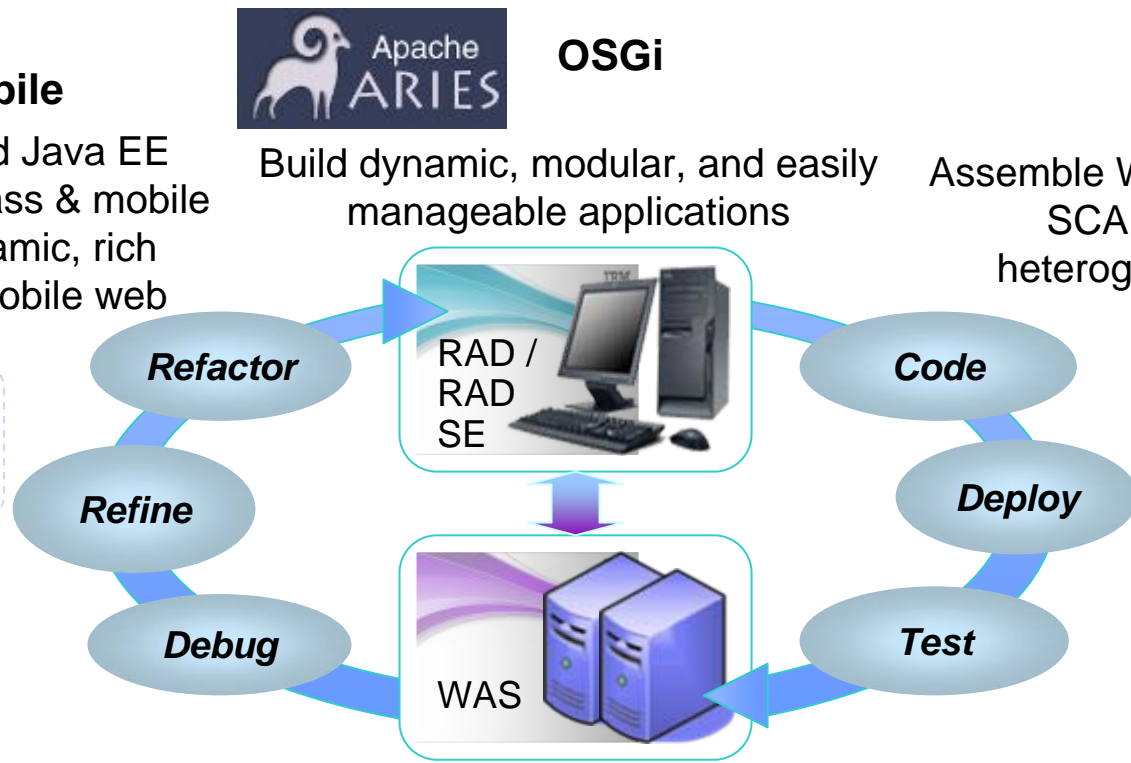 Apache
ARIES
OSGi
bile
d Java EE
ass & mobile
amic, rich
obile web
Build dynamic, modular, and easily
manageable applications
Assemble W
SCA
heterog
IBM
RAD /
RAD
SE
Refactor
Code
Refine
Deploy
Debug
Test
WAS